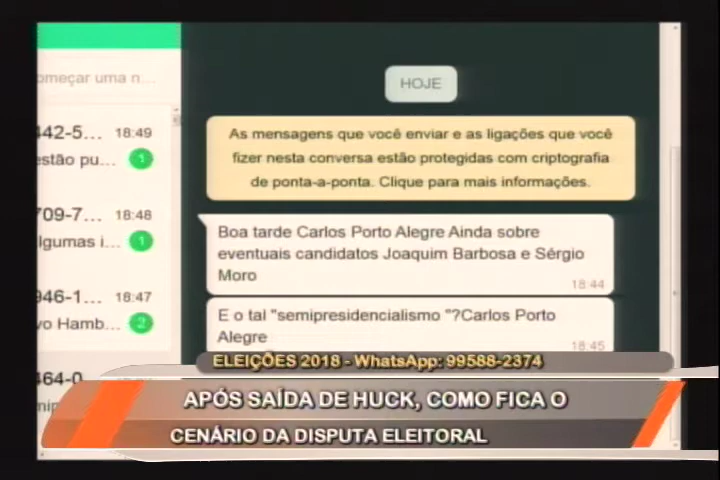 omeçar uma n...
HOJE
As mensagens que você enviar e as ligações que você
fizer nesta conversa estão protegidas com criptografia
de ponta-a-ponta. Clique para mais informações.
442-5... 18:49
estão pu... 1
709-7... 18:48
lgumas i... 1
946-1... 18:47
vo Hamb... 2
464-0
Boa tarde Carlos Porto Alegre Ainda sobre
eventuais candidatos Joaquim Barbosa e Sérgio
Moro
18:44
E o tal "semipresidencialismo "?Carlos Porto
Alegre
18:45
ELEIÇÕES 2018 - WhatsApp: 99588-2374
APÓS SAÍDA DE HUCK, COMO FICA O
CENÁRIO DA DISPUTA ELEITORAL